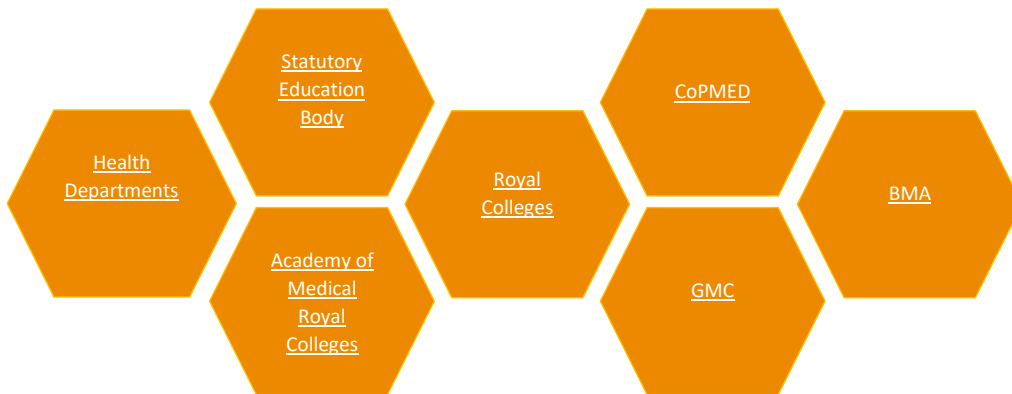 Health
Departments
Statutory
Education
Body
Academy of
Medical
Royal
Colleges
Royal
Colleges
CoPMED
GMC
BMA